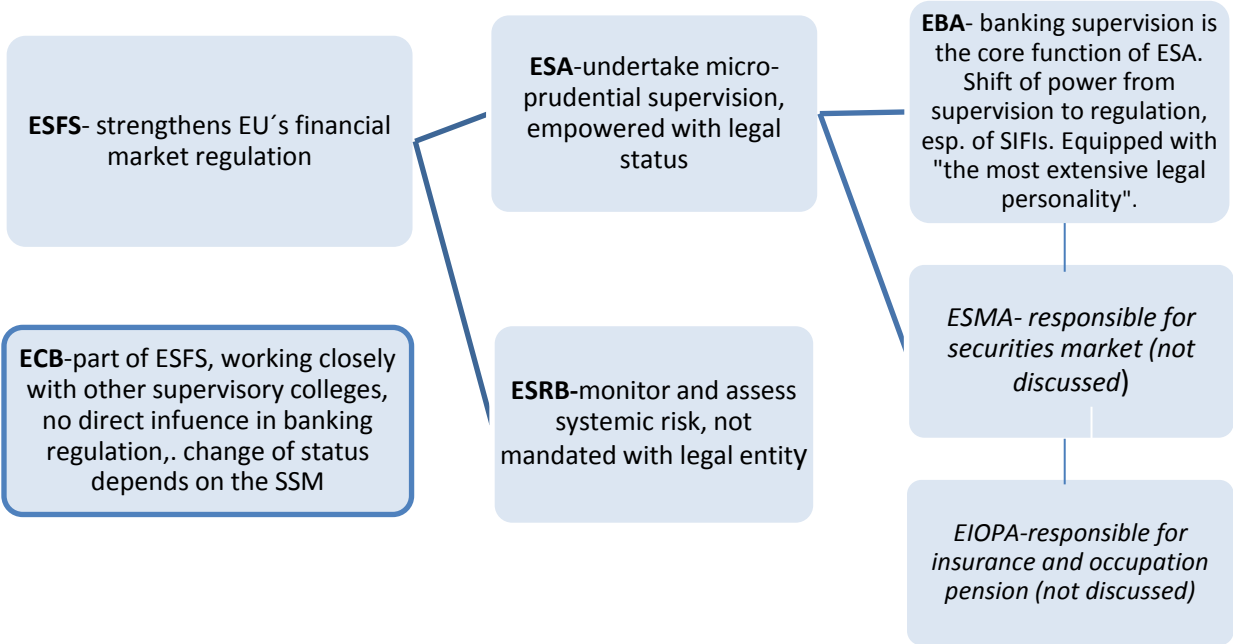 ESFS- strengthens EU´s financial
market regulation
ECB-part of ESFS, working closely
with other supervisory colleges,
no direct infuence in banking
regulation,. change of status
depends on the SSM
ESA-undertake micro-
prudential supervision,
empowered with legal
status
ESRB-monitor and assess
systemic risk, not
mandated with legal entity
EBA- banking supervision is
the core function of ESA.
Shift of power from
supervision to regulation,
esp. of SIFIs. Equipped with
"the most extensive legal
personality".
ESMA- responsible for
securities market (not
discussed)
EIOPA-responsible for
insurance and occupation
pension (not discussed)